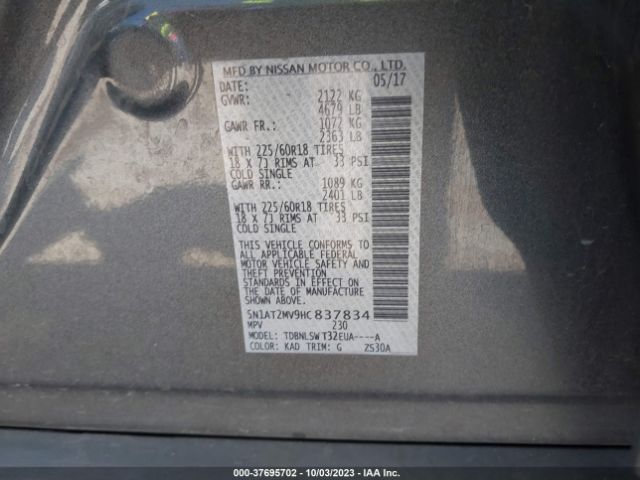 MFD BY NISSAN MOTOR CO., LTD.
DATE: 05/17
GVWR: 2122 KG
4679 LB
GAWR FR.: 1072 KG
2363 LB
WITH 225/60R18 TIRES
18 X 7J RIMS AT 33 PSI
COLD SINGLE
GAWR RR.: 1089 KG
2401 LB
WITH 225/60R18 TIRES
18 X 7J RIMS AT 33 PSI
COLD SINGLE
THIS VEHICLE CONFORMS TO
ALL APPLICABLE FEDERAL
MOTOR VEHICLE SAFETY AND
THEFT PREVENTION
STANDARDS IN EFFECT ON
THE DATE OF MANUFACTURE
SHOWN ABOVE.
5N1AT2MV9HC837834
MPV 230
MODEL: TDBNLSWT32EUA----A
COLOR: KAD TRIM: G ZS30A
000-37695702 - 10/03/2023 - IAA Inc.